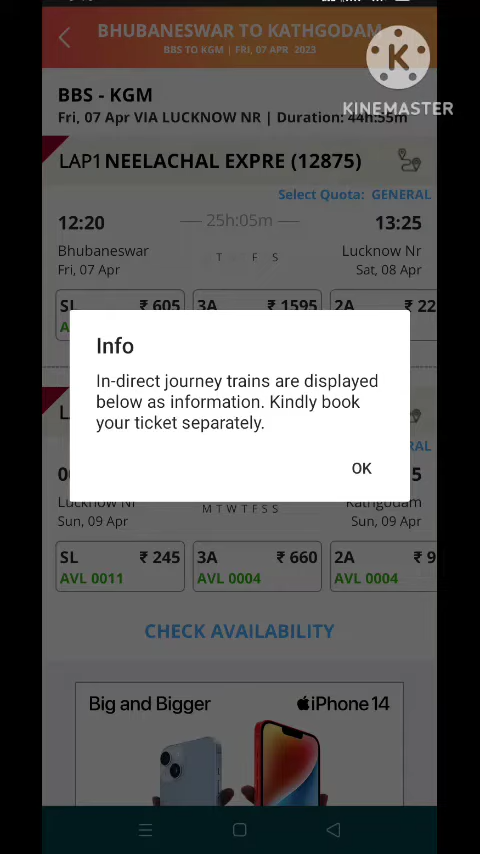 BHUBANESWAR TO KATHGODAM
BBS TO KGM | FRI, 07 APR 2023
K
KINEMASTER
BBS - KGM
Fri, 07 Apr VIA LUCKNOW NR | Duration: 44h:55m
LAP1 NEELACHAL EXPRE (12875)
Select Quota: GENERAL
12:20 25h:05m 13:25
Bhubaneswar Lucknow Nr
Fri, 07 Apr T F S Sat, 08 Apr
SL ₹ 605 3A ₹ 1595 2A ₹ 22
A
Info
In-direct journey trains are displayed
below as information. Kindly book
your ticket separately.
OK
L
RAL
0 5
Lucknow Nr M T W T F S S Kathgodam
Sun, 09 Apr Sun, 09 Apr
SL ₹ 245 3A ₹ 660 2A ₹ 9
AVL 0011 AVL 0004 AVL 0004
CHECK AVAILABILITY
Big and Bigger iPhone 14